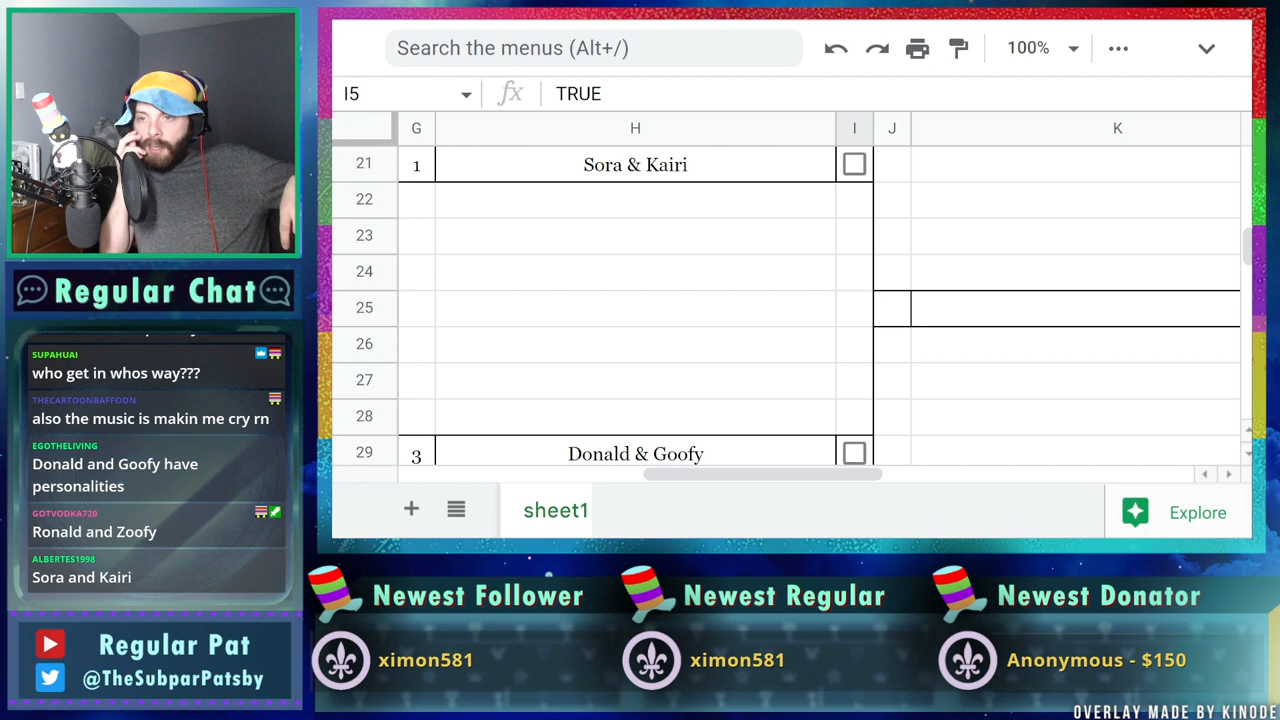 Search the menus (Alt+/)
100%
I5
fx
TRUE
G
H
I
J
K
21
1
Sora & Kairi
22
23
24
25
26
27
28
29
3
Donald & Goofy
sheet1
Explore
Regular Chat
SUPAHUAI
who get in whos way???
THECARTOONBAFFOON
also the music is makin me cry rn
EGOTHELIVING
Donald and Goofy have
personalities
GOTVODKA720
Ronald and Zoofy
ALBERTES1998
Sora and Kairi
Regular Pat
@TheSubparPatsby
Newest Follower
ximon581
Newest Regular
ximon581
Newest Donator
Anonymous - $150
OVERLAY MADE BY KINODE